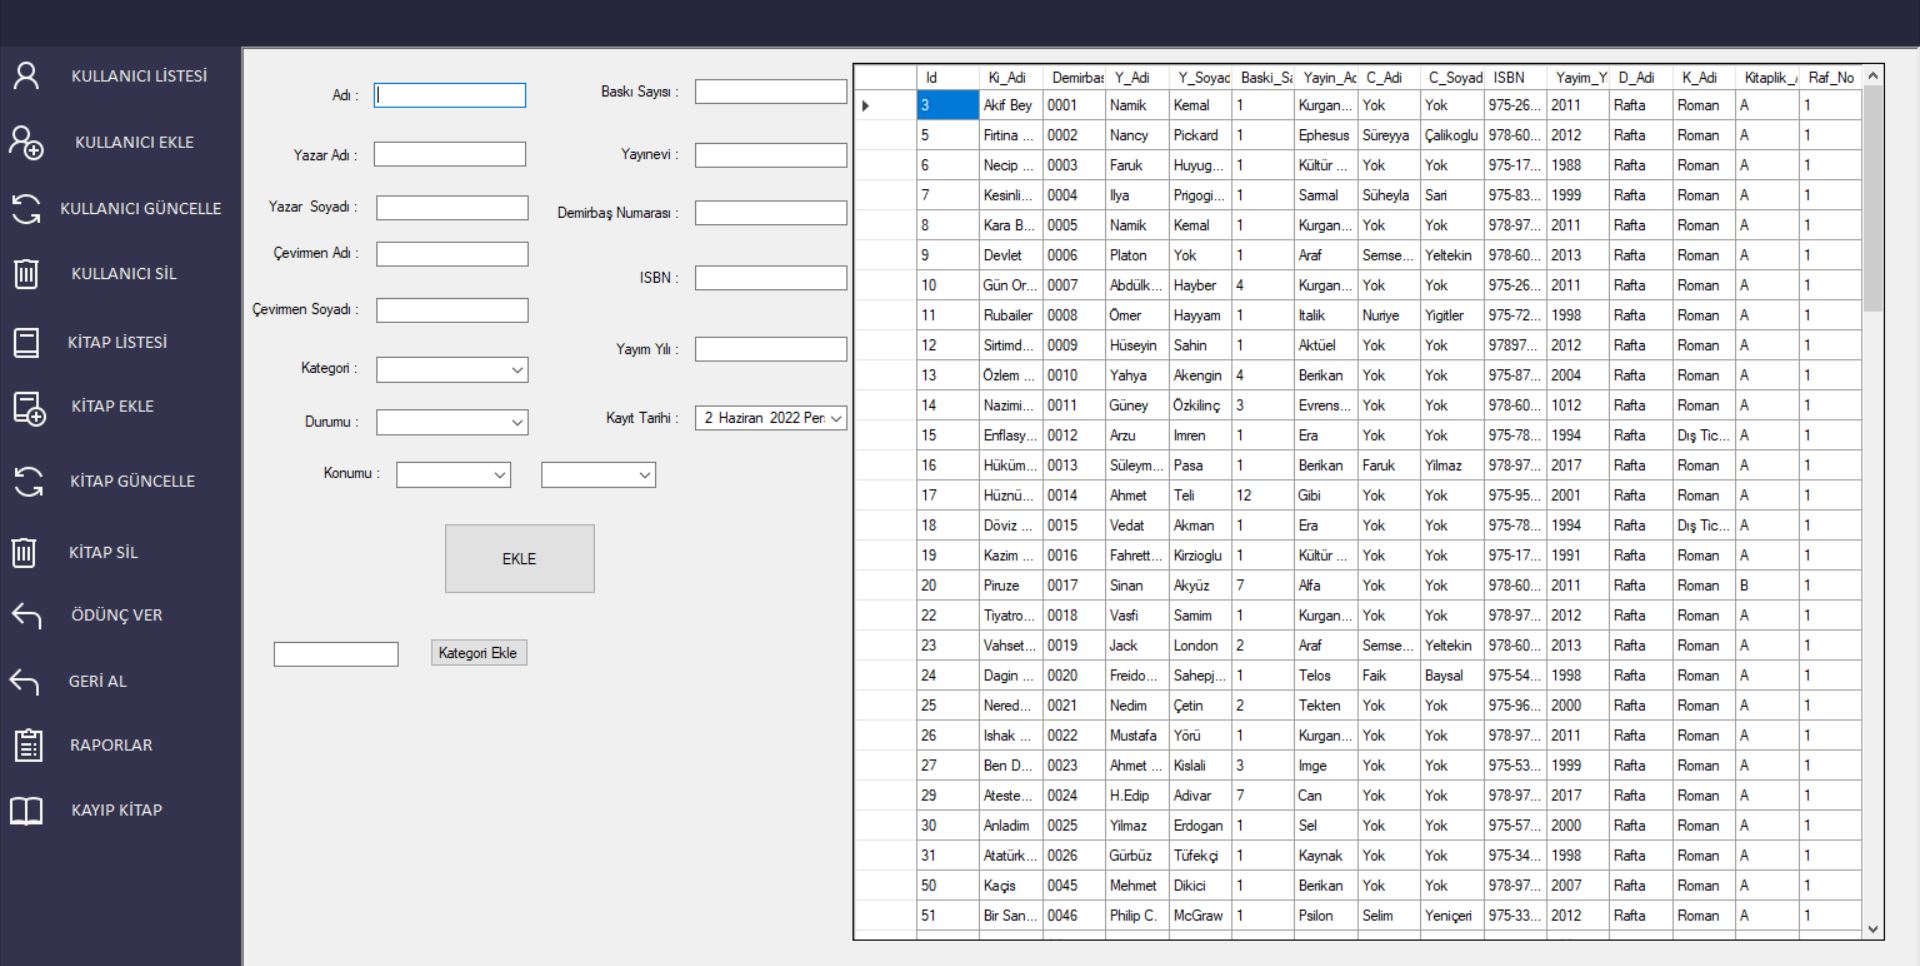 KULLANICI LİSTESİ
KULLANICI EKLE
KULLANICI GÜNCELLE
KULLANICI SİL
KİTAP LİSTESİ
KİTAP EKLE
KİTAP GÜNCELLE
KİTAP SİL
ÖDÜNÇ VER
GERİ AL
RAPORLAR
KAYIP KİTAP
Adı :
Yazar Adı :
Yazar Soyadı :
Çevirmen Adı :
Çevirmen Soyadı :
Kategori :
Durumu :
Konumu :
Baskı Sayısı :
Yayınevi :
Demirbaş Numarası :
ISBN :
Yayım Yılı :
Kayıt Tarihi : 2 Haziran 2022 Per
EKLE
Kategori Ekle
Id Ki_Adi Demirbas Y_Adi Y_Soyad Baski_Sa Yayin_Ad C_Adi C_Soyad ISBN Yayim_Y D_Adi K_Adi Kitaplik_ Raf_No
3 Akif Bey 0001 Namik Kemal 1 Kurgan... Yok Yok 975-26... 2011 Rafta Roman A 1
5 Firtina ... 0002 Nancy Pickard 1 Ephesus Süreyya Çalikoglu 978-60... 2012 Rafta Roman A 1
6 Necip ... 0003 Faruk Huyug... 1 Kültür ... Yok Yok 975-17... 1988 Rafta Roman A 1
7 Kesinli... 0004 Ilya Prigogi... 1 Sarmal Süheyla Sari 975-83... 1999 Rafta Roman A 1
8 Kara B... 0005 Namik Kemal 1 Kurgan... Yok Yok 978-97... 2011 Rafta Roman A 1
9 Devlet 0006 Platon Yok 1 Araf Semse... Yeltekin 978-60... 2013 Rafta Roman A 1
10 Gün Or... 0007 Abdülk... Hayber 4 Kurgan... Yok Yok 975-26... 2011 Rafta Roman A 1
11 Rubailer 0008 Ömer Hayyam 1 Italik Nuriye Yigitler 975-72... 1998 Rafta Roman A 1
12 Sirtimd... 0009 Hüseyin Sahin 1 Aktüel Yok Yok 97897... 2012 Rafta Roman A 1
13 Özlem ... 0010 Yahya Akengin 4 Berikan Yok Yok 975-87... 2004 Rafta Roman A 1
14 Nazimi... 0011 Güney Özkilinç 3 Evrens... Yok Yok 978-60... 1012 Rafta Roman A 1
15 Enflasy... 0012 Arzu Imren 1 Era Yok Yok 975-78... 1994 Rafta Dış Tic... A 1
16 Hüküm... 0013 Süleym... Pasa 1 Berikan Faruk Yilmaz 978-97... 2017 Rafta Roman A 1
17 Hüznü... 0014 Ahmet Teli 12 Gibi Yok Yok 975-95... 2001 Rafta Roman A 1
18 Döviz ... 0015 Vedat Akman 1 Era Yok Yok 975-78... 1994 Rafta Dış Tic... A 1
19 Kazim ... 0016 Fahrett... Kirzioglu 1 Kültür ... Yok Yok 975-17... 1991 Rafta Roman A 1
20 Piruze 0017 Sinan Akyüz 7 Alfa Yok Yok 978-60... 2011 Rafta Roman B 1
22 Tiyatro... 0018 Vasfi Samim 1 Kurgan... Yok Yok 978-97... 2012 Rafta Roman A 1
23 Vahset... 0019 Jack London 2 Araf Semse... Yeltekin 978-60... 2013 Rafta Roman A 1
24 Dagin ... 0020 Freido... Sahepj... 1 Telos Faik Baysal 975-54... 1998 Rafta Roman A 1
25 Nered... 0021 Nedim Çetin 2 Tekten Yok Yok 975-96... 2000 Rafta Roman A 1
26 Ishak ... 0022 Mustafa Yörü 1 Kurgan... Yok Yok 978-97... 2011 Rafta Roman A 1
27 Ben D... 0023 Ahmet ... Kislali 3 Imge Yok Yok 975-53... 1999 Rafta Roman A 1
29 Ateste... 0024 H.Edip Adivar 7 Can Yok Yok 978-97... 2017 Rafta Roman A 1
30 Anladim 0025 Yilmaz Erdogan 1 Sel Yok Yok 975-57... 2000 Rafta Roman A 1
31 Atatürk... 0026 Gürbüz Tüfekçi 1 Kaynak Yok Yok 975-34... 1998 Rafta Roman A 1
50 Kaçis 0045 Mehmet Dikici 1 Berikan Yok Yok 978-97... 2007 Rafta Roman A 1
51 Bir San... 0046 Philip C. McGraw 1 Psilon Selim Yeniçeri 975-33... 2012 Rafta Roman A 1